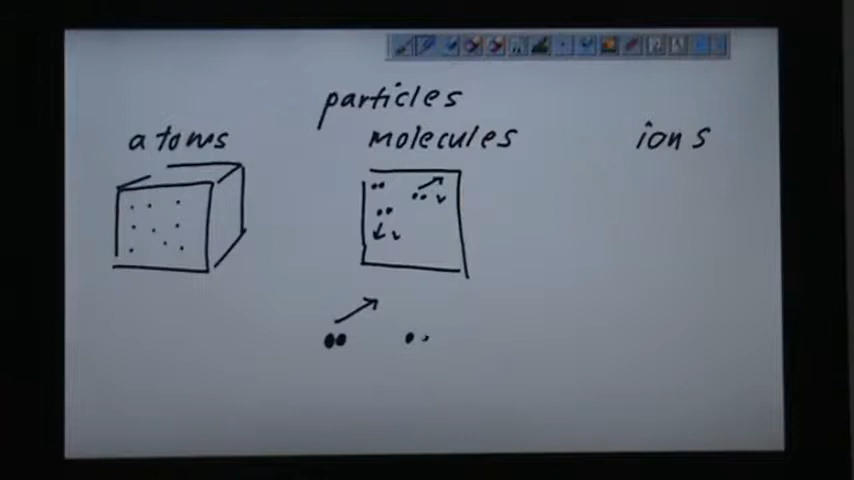 particles
atoms molecules ions
v
v